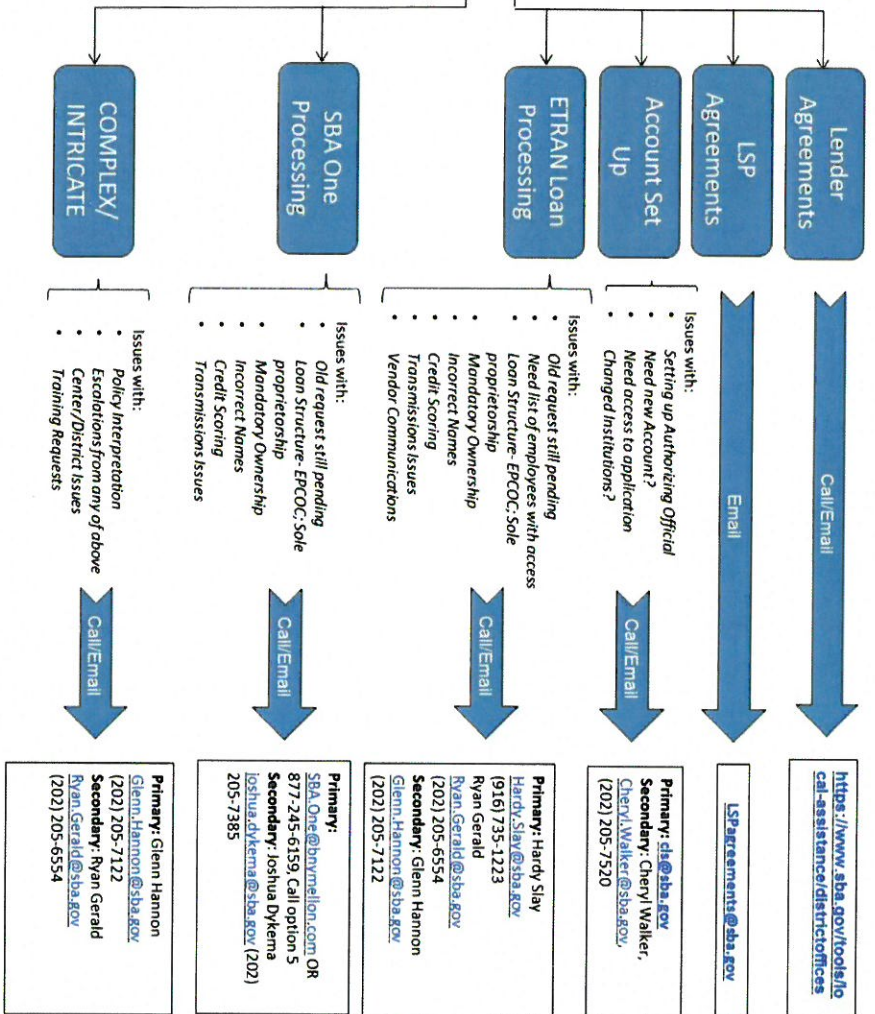 Lender
Agreements
Call/Email
https://www.sba.gov/tools/lo
cal-assistance/districtoffices
LSP
Agreements
Email
LSPagreements@sba.gov
Account Set
Up
Issues with:
• Setting up Authorizing Official
• Need new Account?
• Need access to application
• Changed Institutions?
Call/Email
Primary: cls@sba.gov
Secondary: Cheryl Walker,
Cheryl.Walker@sba.gov,
(202) 205-7520
ETRAN Loan
Processing
Issues with:
• Old request still pending
• Need list of employees with access
• Loan Structure- EPCOC; Sole
proprietorship
• Mandatory Ownership
• Incorrect Names
• Credit Scoring
• Transmissions Issues
• Vendor Communications
Call/Email
Primary: Hardy Slay
Hardy.Slay@sba.gov
(916) 735-1223
Ryan Gerald
Ryan.Gerald@sba.gov
(202) 205-6554
Secondary: Glenn Hannon
Glenn.Hannon@sba.gov
(202) 205-7122
SBA One
Processing
Issues with:
• Old request still pending
• Loan Structure- EPCOC; Sole
proprietorship
• Mandatory Ownership
• Incorrect Names
• Credit Scoring
• Transmissions Issues
Call/Email
Primary:
SBA.One@bnymellon.com OR
877-245-6159, Call option 5
Secondary: Joshua Dykema
joshua.dykema@sba.gov (202)
205-7385
COMPLEX/
INTRICATE
Issues with:
• Policy Interpretation
• Escalations from any of above
• Center/District Issues
• Training Requests
Call/Email
Primary: Glenn Hannon
Glenn.Hannon@sba.gov
(202) 205-7122
Secondary: Ryan Gerald
Ryan.Gerald@sba.gov
(202) 205-6554